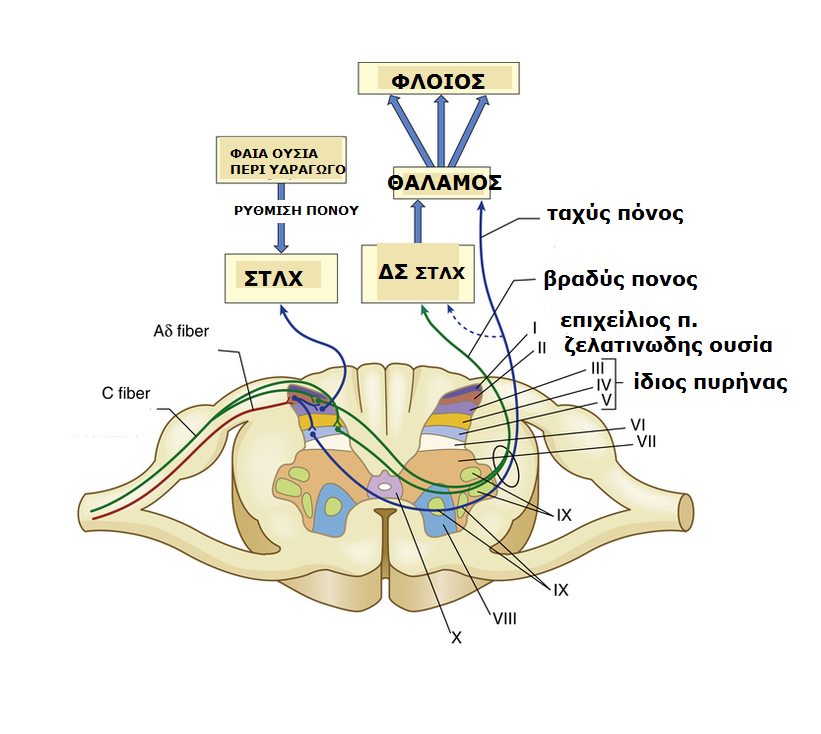 ΦΛΟΙΟΣ
ΦΑΙΑ ΟΥΣΙΑ
ΠΕΡΙ ΥΔΡΑΓΩΓΟ
ΘΑΛΑΜΟΣ
ΡΥΘΜΙΣΗ ΠΟΝΟΥ
ταχύς πόνος
ΣΤΛΧ
ΔΣ ΣΤΛΧ
βραδύς πονος
Aδ fiber
I
επιχείλιος π.
II
ζελατινωδης ουσία
III
IV
V
ίδιος πυρήνας
C fiber
VI
VII
IX
IX
VIII
X